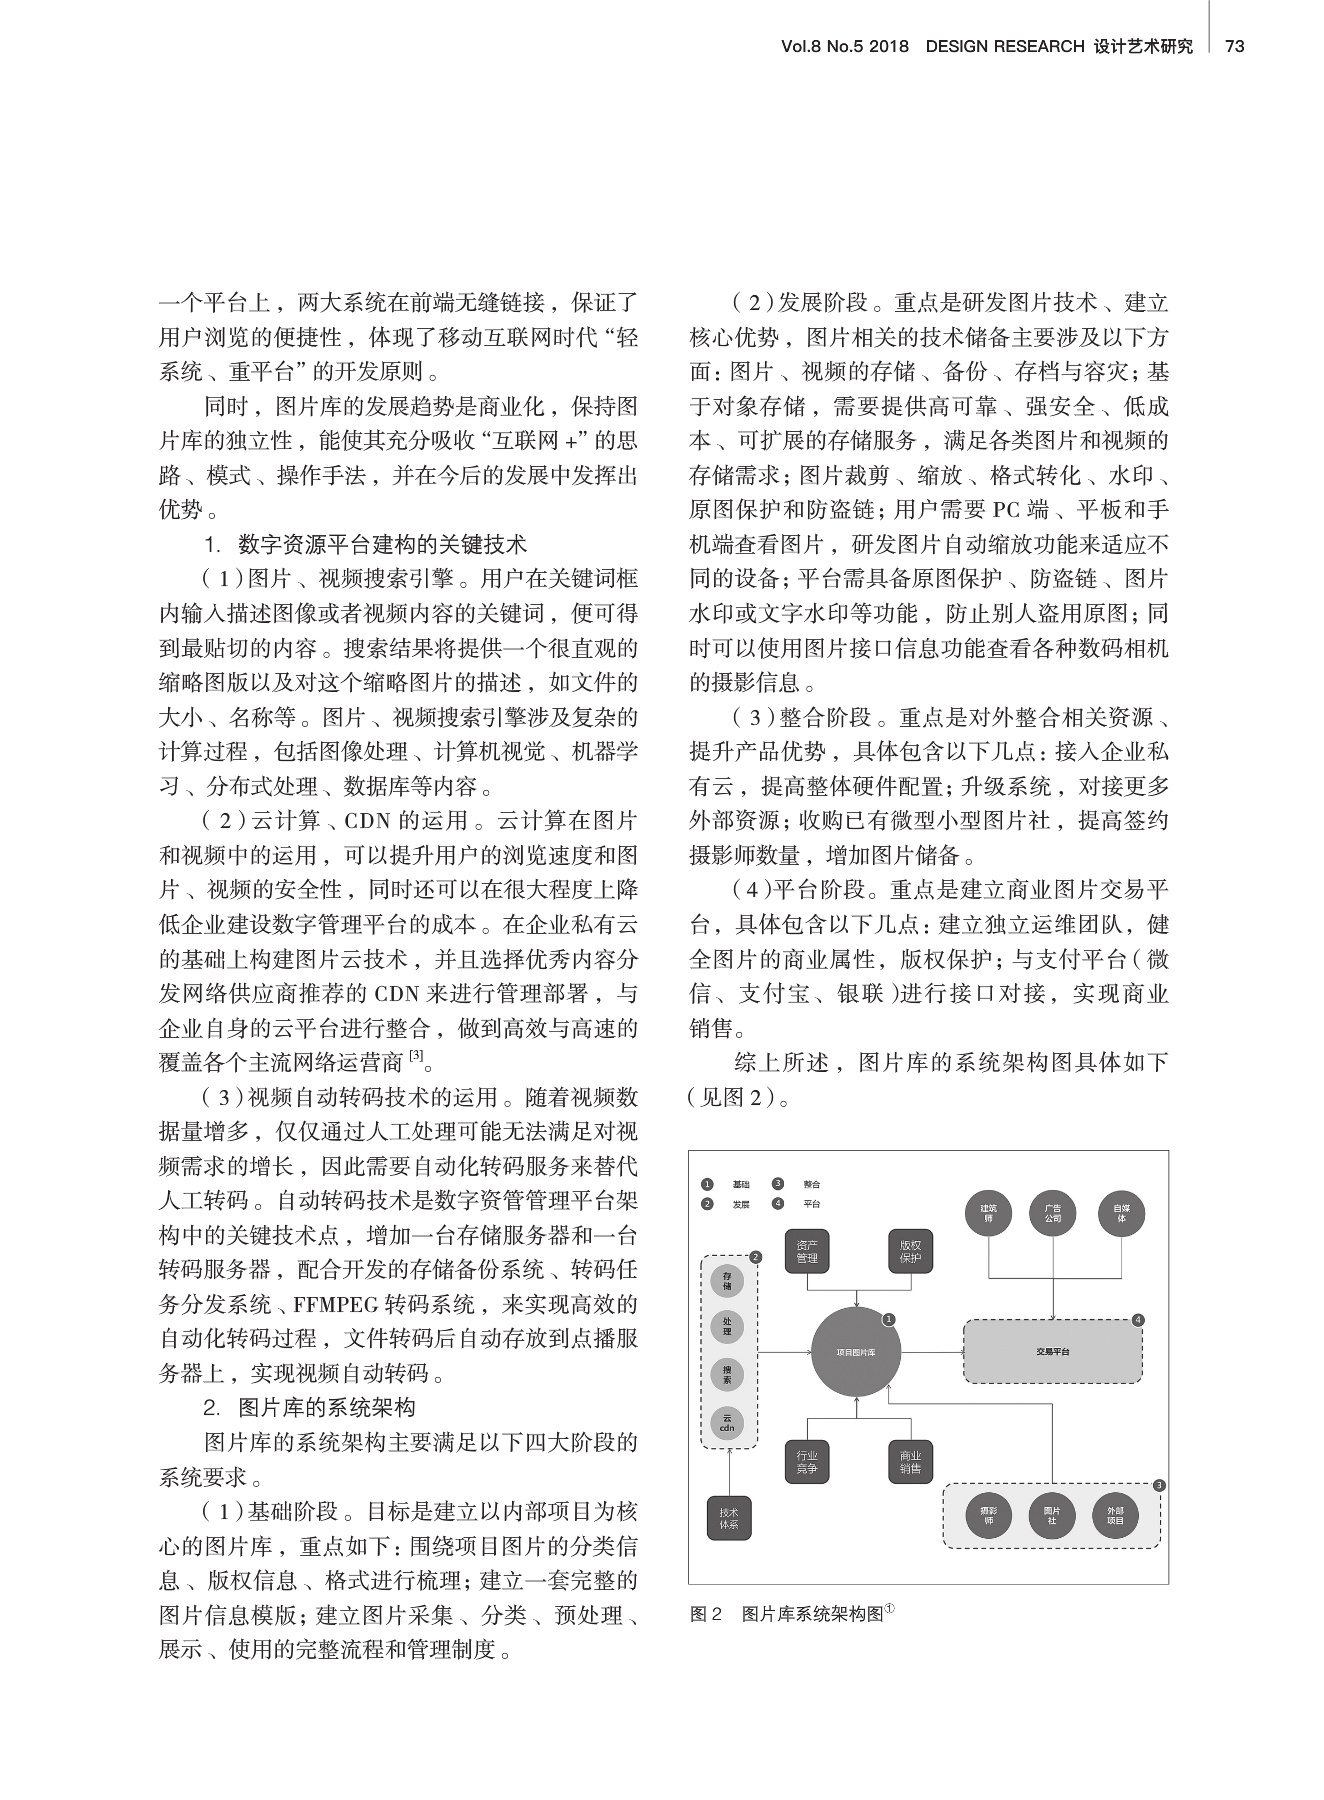 Vol.8 No.5 2018 DESIGN RESEARCH 设计艺术研究 73
一个平台上，两大系统在前端无缝链接，保证了
用户浏览的便捷性，体现了移动互联网时代“轻
系统、重平台”的开发原则。
同时，图片库的发展趋势是商业化，保持图
片库的独立性，能使其充分吸收“互联网+”的思
路、模式、操作手法，并在今后的发展中发挥出
优势。
1. 数字资源平台建构的关键技术
（1）图片、视频搜索引擎。用户在关键词框
内输入描述图像或者视频内容的关键词，便可得
到最贴切的内容。搜索结果将提供一个很直观的
缩略图版以及对这个缩略图片的描述，如文件的
大小、名称等。图片、视频搜索引擎涉及复杂的
计算过程，包括图像处理、计算机视觉、机器学
习、分布式处理、数据库等内容。
（2）云计算、CDN 的运用。云计算在图片
和视频中的运用，可以提升用户的浏览速度和图
片、视频的安全性，同时还可以在很大程度上降
低企业建设数字管理平台的成本。在企业私有云
的基础上构建图片云技术，并且选择优秀内容分
发网络供应商推荐的 CDN 来进行管理部署，与
企业自身的云平台进行整合，做到高效与高速的
覆盖各个主流网络运营商[3]。
（3）视频自动转码技术的运用。随着视频数
据量增多，仅仅通过人工处理可能无法满足对视
频需求的增长，因此需要自动化转码服务来替代
人工转码。自动转码技术是数字资管管理平台架
构中的关键技术点，增加一台存储服务器和一台
转码服务器，配合开发的存储备份系统、转码任
务分发系统、FFMPEG 转码系统，来实现高效的
自动化转码过程，文件转码后自动存放到点播服
务器上，实现视频自动转码。
2. 图片库的系统架构
图片库的系统架构主要满足以下四大阶段的
系统要求。
（1）基础阶段。目标是建立以内部项目为核
心的图片库，重点如下：围绕项目图片的分类信
息、版权信息、格式进行梳理；建立一套完整的
图片信息模版；建立图片采集、分类、预处理、
展示、使用的完整流程和管理制度。
（2）发展阶段。重点是研发图片技术、建立
核心优势，图片相关的技术储备主要涉及以下方
面：图片、视频的存储、备份、存档与容灾；基
于对象存储，需要提供高可靠、强安全、低成
本、可扩展的存储服务，满足各类图片和视频的
存储需求；图片裁剪、缩放、格式转化、水印、
原图保护和防盗链；用户需要 PC 端、平板和手
机端查看图片，研发图片自动缩放功能来适应不
同的设备；平台需具备原图保护、防盗链、图片
水印或文字水印等功能，防止别人盗用原图；同
时可以使用图片接口信息功能查看各种数码相机
的摄影信息。
（3）整合阶段。重点是对外整合相关资源、
提升产品优势，具体包含以下几点：接入企业私
有云，提高整体硬件配置；升级系统，对接更多
外部资源；收购已有微型小型图片社，提高签约
摄影师数量，增加图片储备。
（4）平台阶段。重点是建立商业图片交易平
台，具体包含以下几点：建立独立运维团队，健
全图片的商业属性，版权保护；与支付平台（微
信、支付宝、银联）进行接口对接，实现商业
销售。
综上所述，图片库的系统架构图具体如下
（见图 2）。
1 基础 3 整合
2 发展 4 平台
建筑
师
广告
公司
自媒
体
资产
管理
版权
保护
2
存
储
处
理
搜
索
云
cdn
1
项目图片库
4
交易平台
行业
竞争
商业
销售
技术
体系
3
摄影
师
图片
社
外部
项目
图 2 图片库系统架构图①